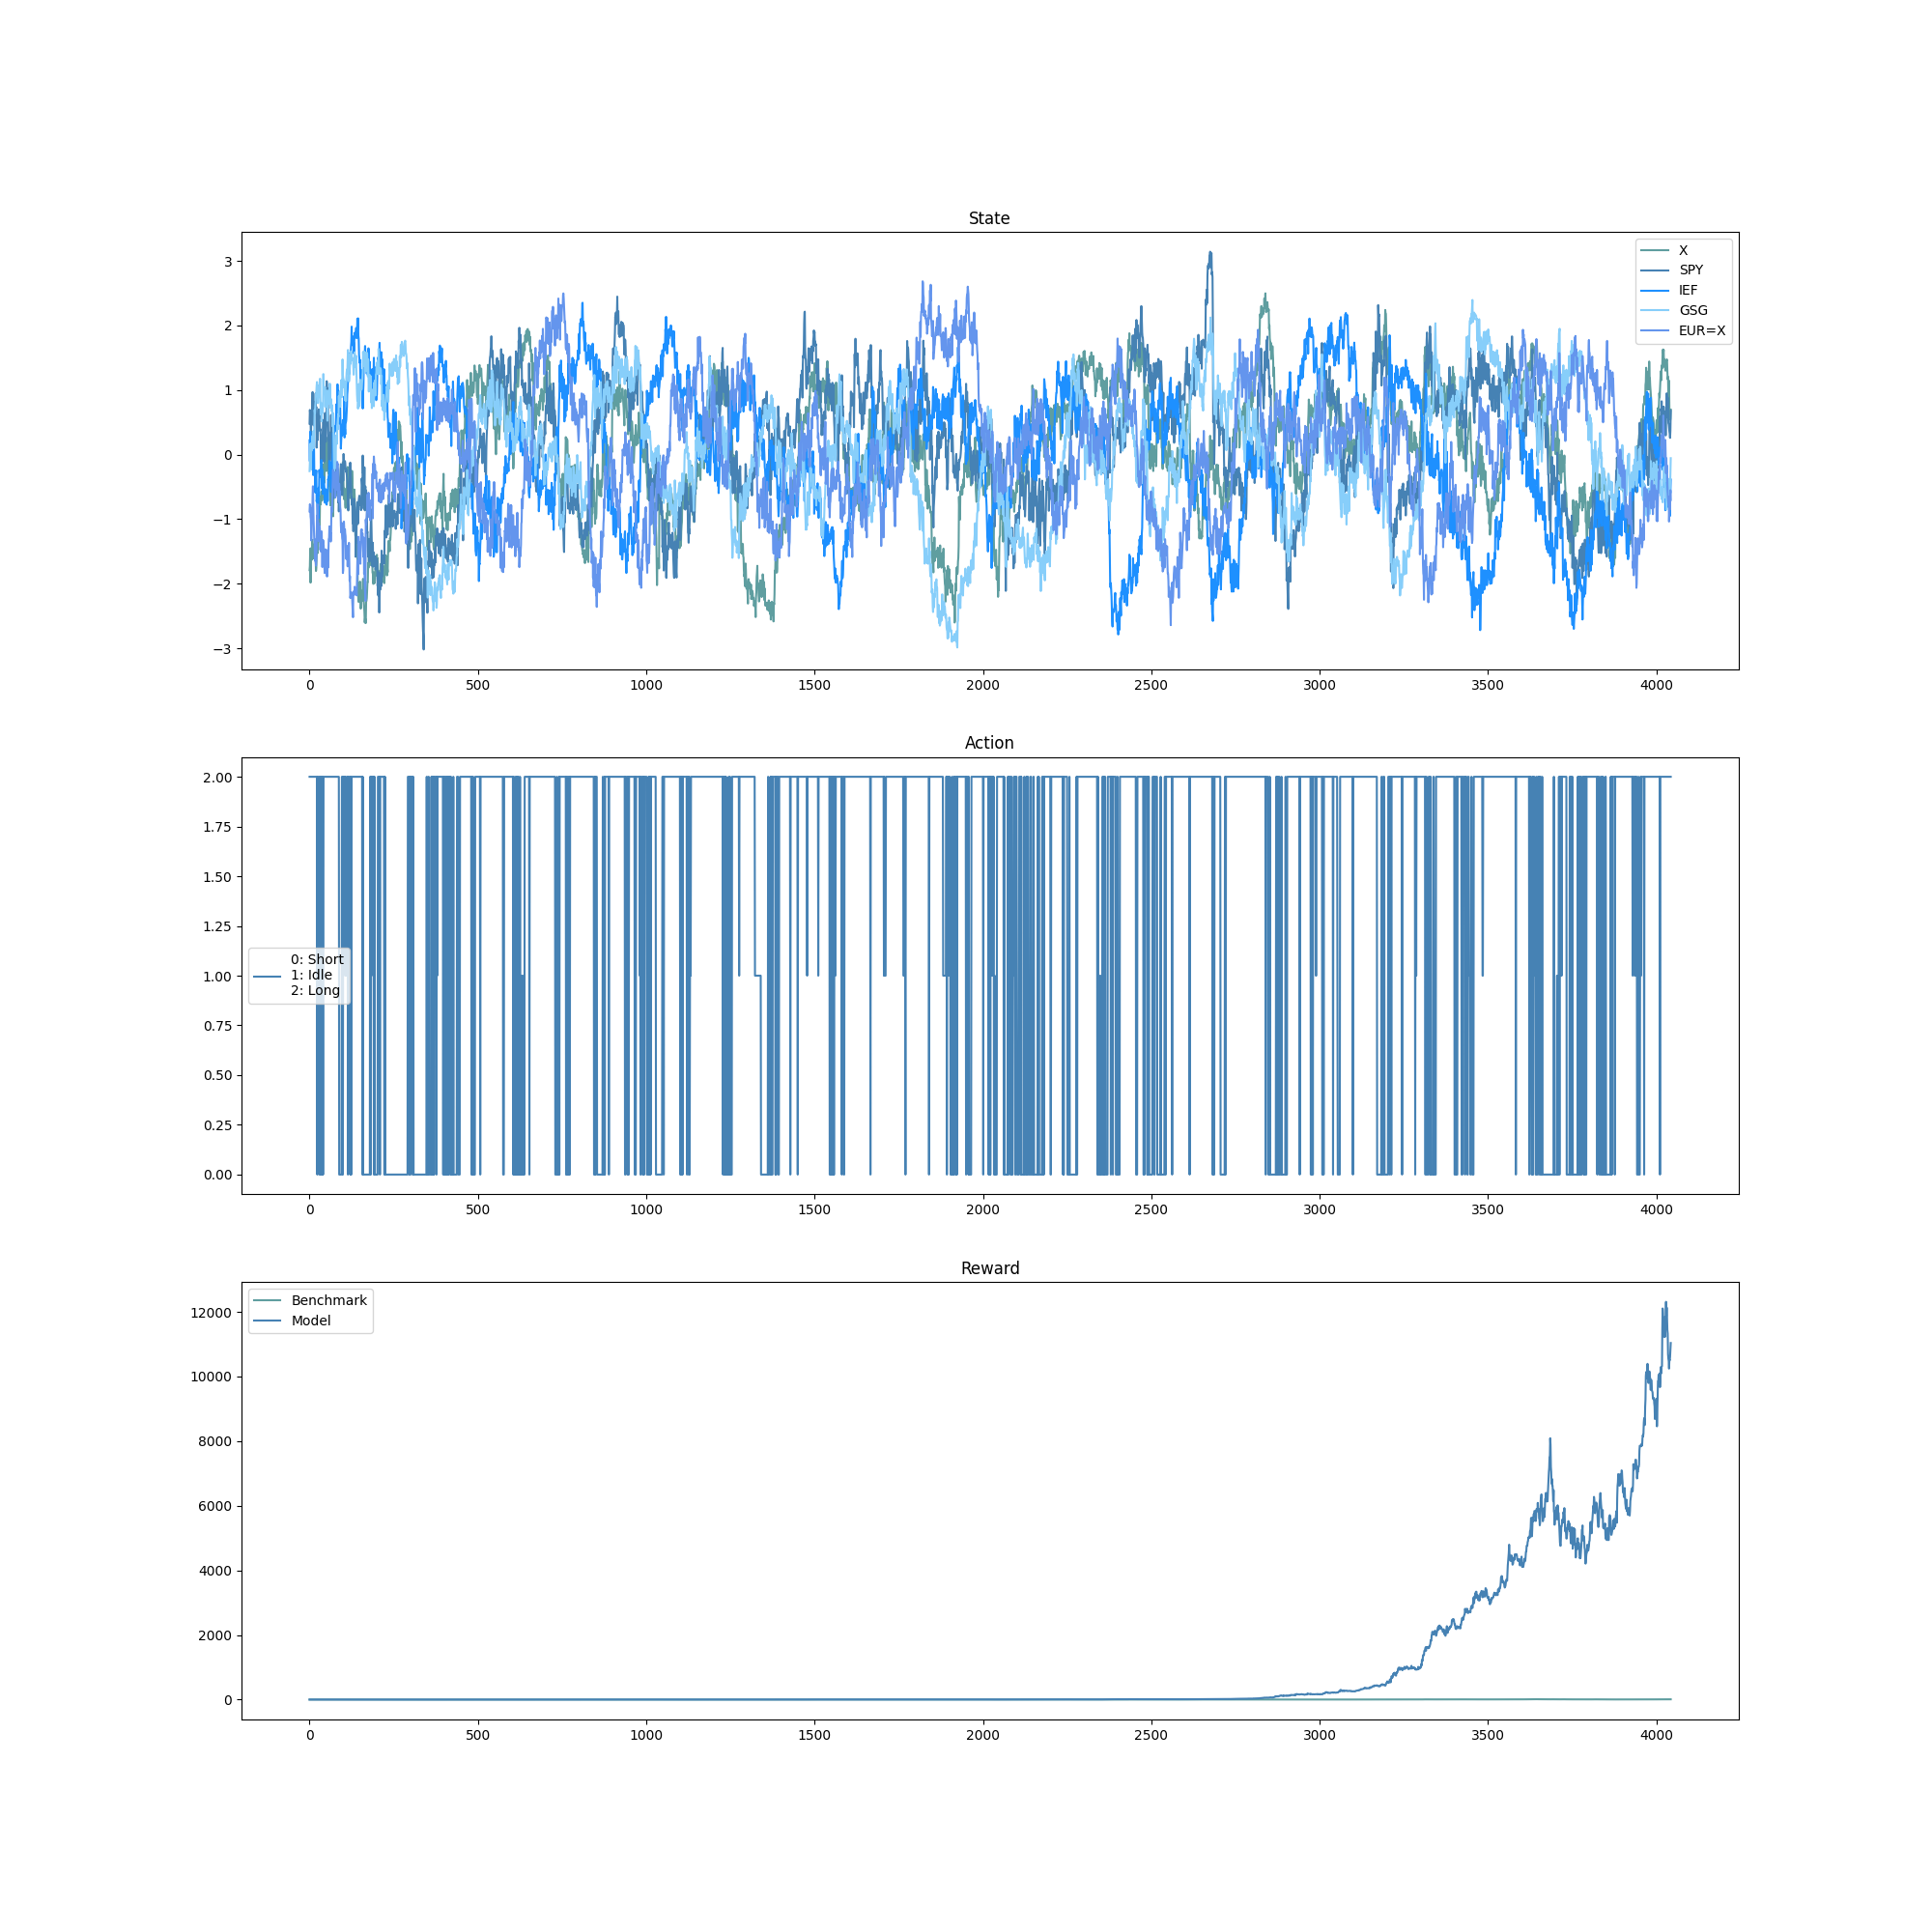 State
3
2
1
0
−1
−2
−3
X
SPY
IEF
GSG
EUR=X
0 500 1000 1500 2000 2500 3000 3500 4000
Action
2.00
1.75
1.50
1.25
1.00
0.75
0.50
0.25
0.00
0: Short
1: Idle
2: Long
0 500 1000 1500 2000 2500 3000 3500 4000
Reward
12000
10000
8000
6000
4000
2000
0
Benchmark
Model
0 500 1000 1500 2000 2500 3000 3500 4000